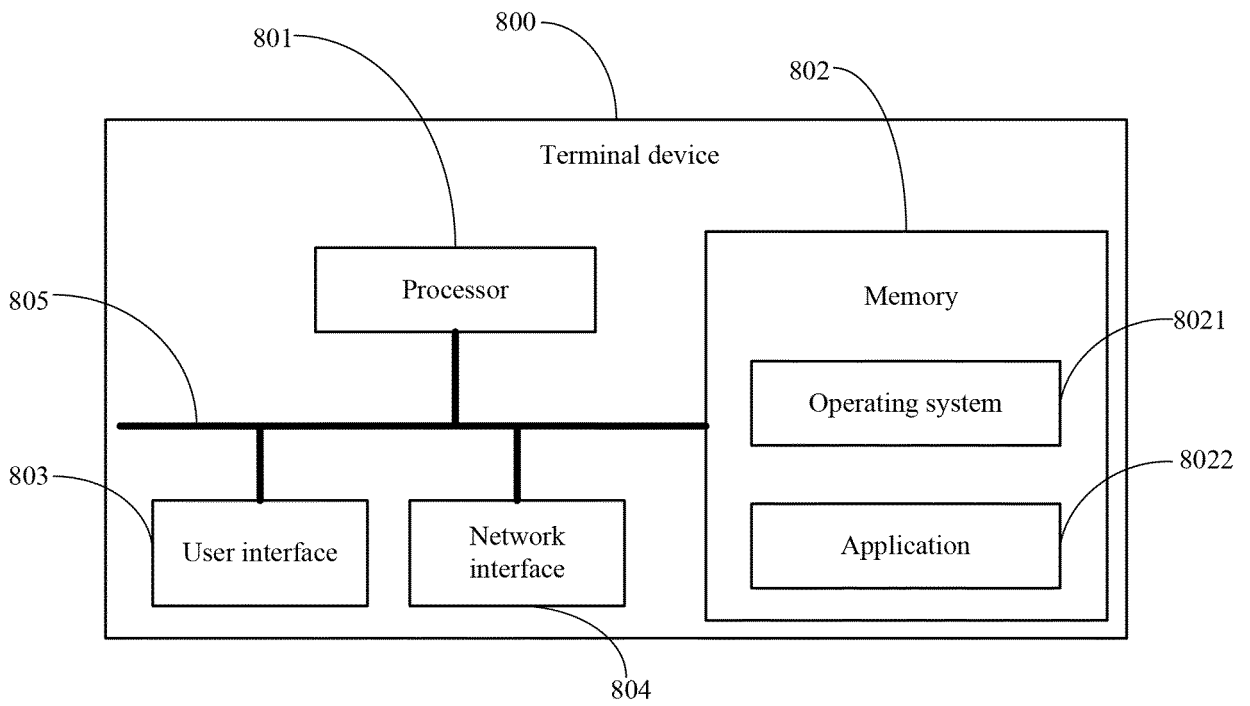 800
801
802
Terminal device
Processor
Memory
805
8021
Operating system
803
8022
User interface
Network
interface
Application
804